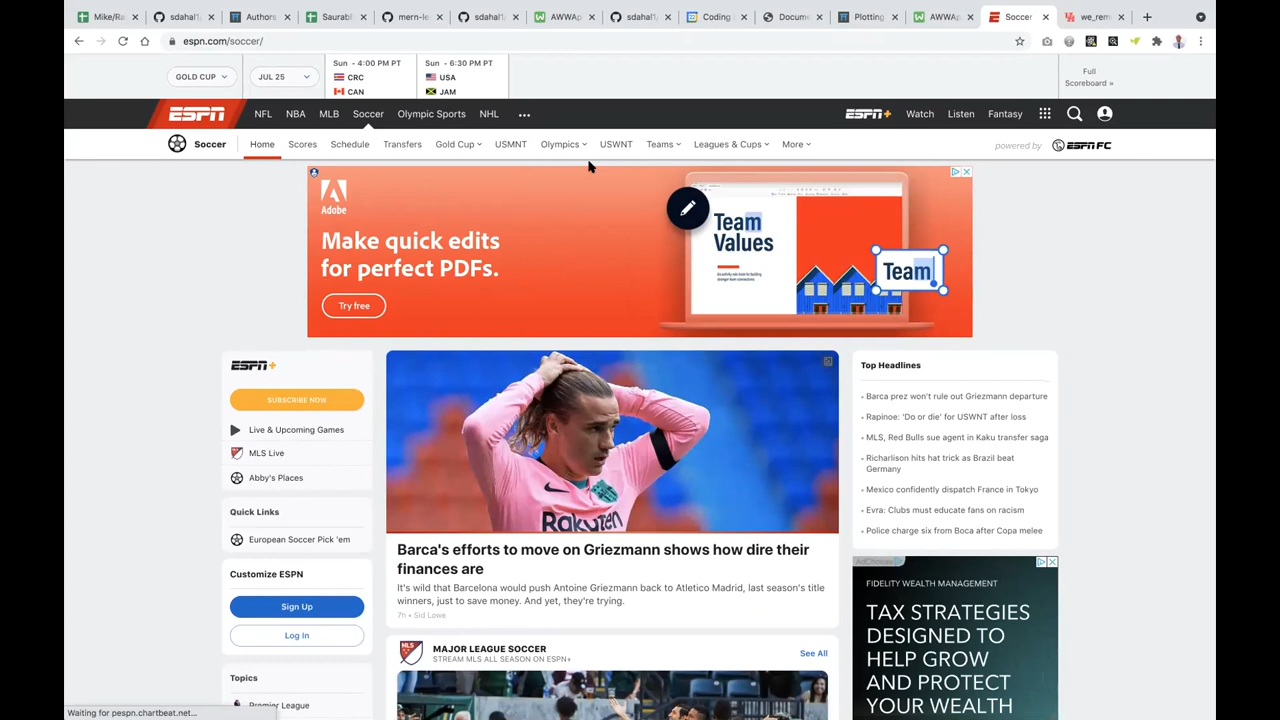 Mike/Ra
sdahal1/
Authors
Saurabh
mern-le
sdahal1
AWWAp
sdahal1/
Coding
Docume
Plotting
AWWAp
Soccer
we_rem
espn.com/soccer/
GOLD CUP
JUL 25
Sun - 4:00 PM PT
CRC
CAN
Sun - 6:30 PM PT
USA
JAM
Full
Scoreboard »
ESPN
NFL
NBA
MLB
Soccer
Olympic Sports
NHL
ESPN+
Watch
Listen
Fantasy
Soccer
Home
Scores
Schedule
Transfers
Gold Cup
USMNT
Olympics
USWNT
Teams
Leagues & Cups
More
powered by
ESPN FC
Adobe
Make quick edits
for perfect PDFs.
Try free
Team
Values
Team
ESPN+
SUBSCRIBE NOW
Live & Upcoming Games
MLS Live
Abby's Places
Quick Links
European Soccer Pick 'em
Customize ESPN
Sign Up
Log In
Topics
Premier League
Rakuten
Barca's efforts to move on Griezmann shows how dire their
finances are
It's wild that Barcelona would push Antoine Griezmann back to Atletico Madrid, last season's title
winners, just to save money. And yet, they're trying.
7h • Sid Lowe
MLS
MAJOR LEAGUE SOCCER
STREAM MLS ALL SEASON ON ESPN+
See All
Top Headlines
Barca prez won't rule out Griezmann departure
Rapinoe: 'Do or die' for USWNT after loss
MLS, Red Bulls sue agent in Kaku transfer saga
Richarlison hits hat trick as Brazil beat
Germany
Mexico confidently dispatch France in Tokyo
Evra: Clubs must educate fans on racism
Police charge six from Boca after Copa melee
AdChoices
FIDELITY WEALTH MANAGEMENT
TAX STRATEGIES
DESIGNED TO
HELP GROW
AND PROTECT
YOUR WEALTH
Waiting for pespn.chartbeat.net...